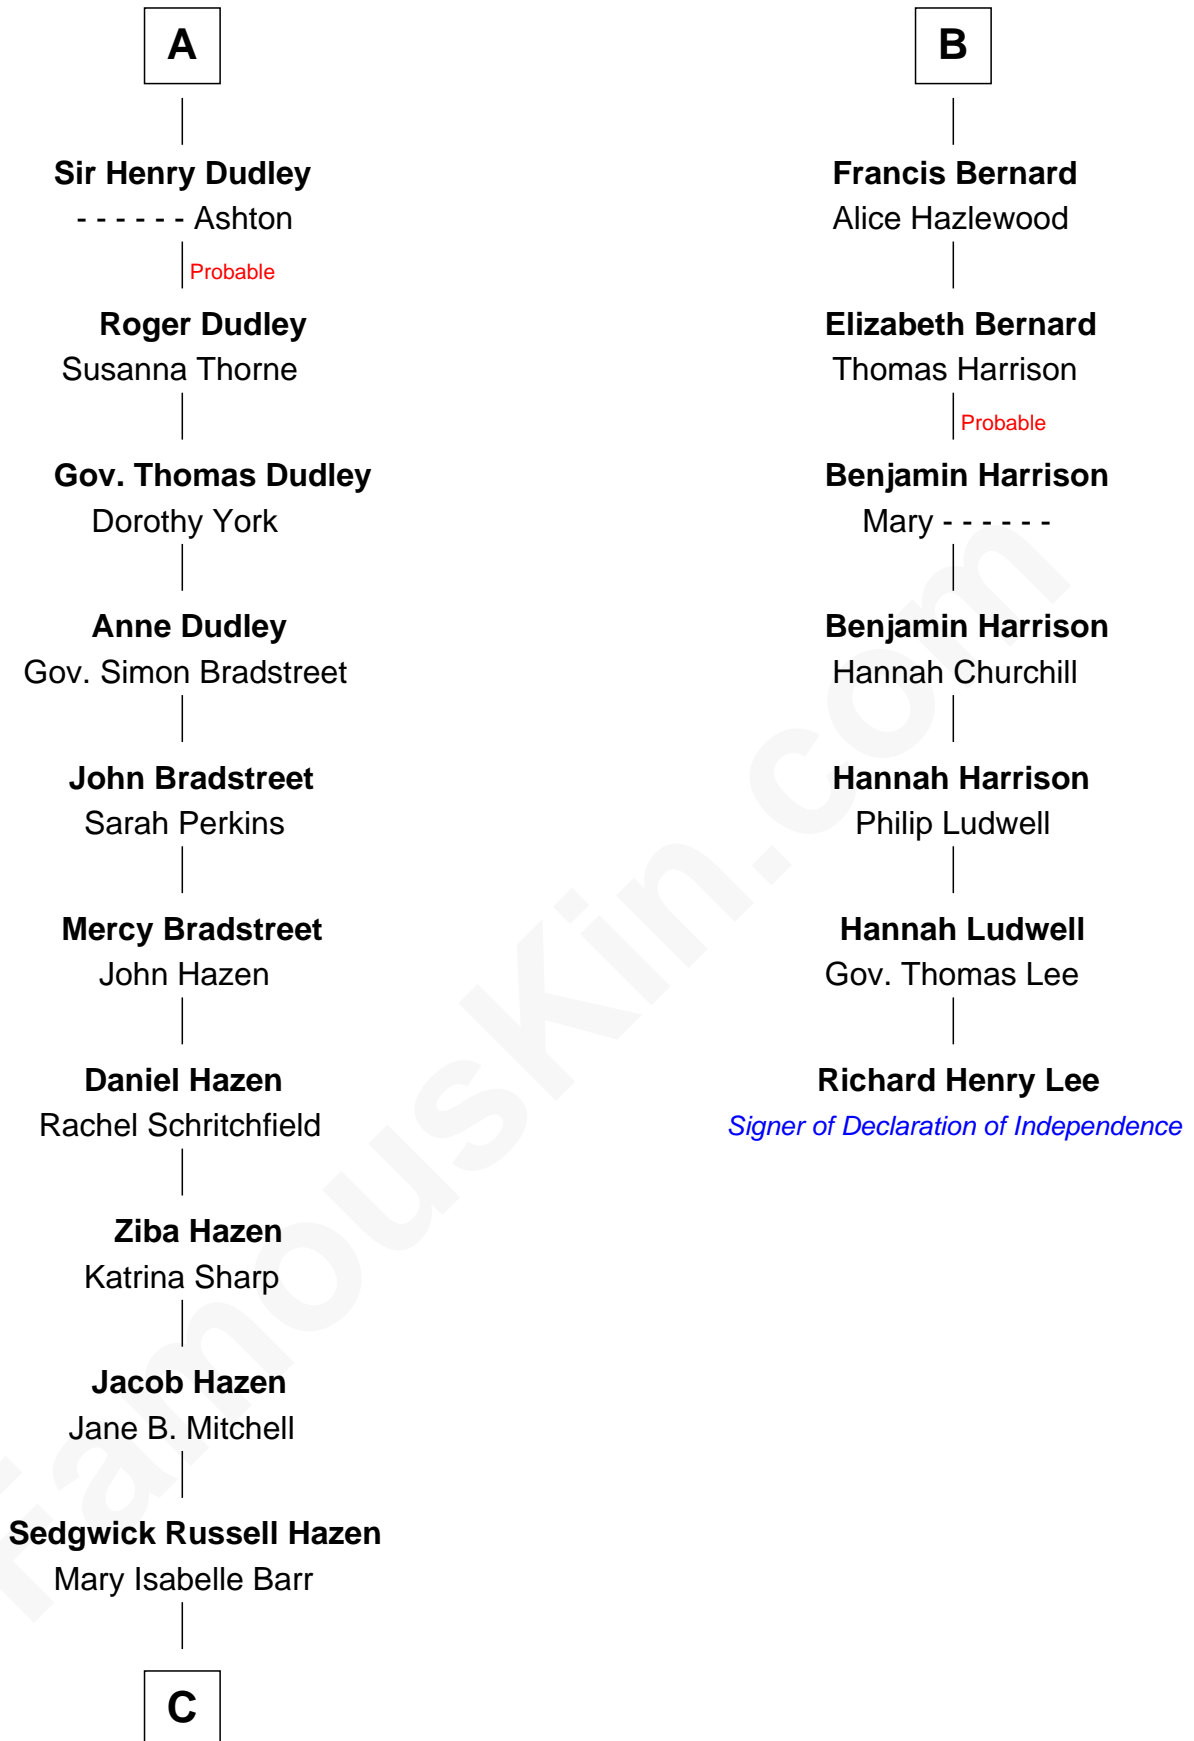 A
Sir Henry Dudley
- - - - - - Ashton
Probable
Roger Dudley
Susanna Thorne
Gov. Thomas Dudley
Dorothy York
Anne Dudley
Gov. Simon Bradstreet
John Bradstreet
Sarah Perkins
Mercy Bradstreet
John Hazen
Daniel Hazen
Rachel Schritchfield
Ziba Hazen
Katrina Sharp
Jacob Hazen
Jane B. Mitchell
Sedgwick Russell Hazen
Mary Isabelle Barr
C
B
Francis Bernard
Alice Hazlewood
Elizabeth Bernard
Thomas Harrison
Probable
Benjamin Harrison
Mary - - - - - -
Benjamin Harrison
Hannah Churchill
Hannah Harrison
Philip Ludwell
Hannah Ludwell
Gov. Thomas Lee
Richard Henry Lee
Signer of Declaration of Independence
FamousKin.com